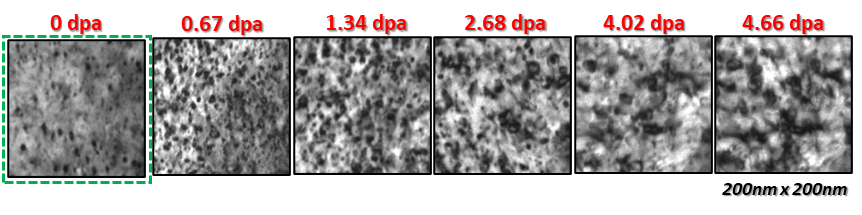 0 dpa 0.67 dpa 1.34 dpa 2.68 dpa 4.02 dpa 4.66 dpa
200nm x 200nm